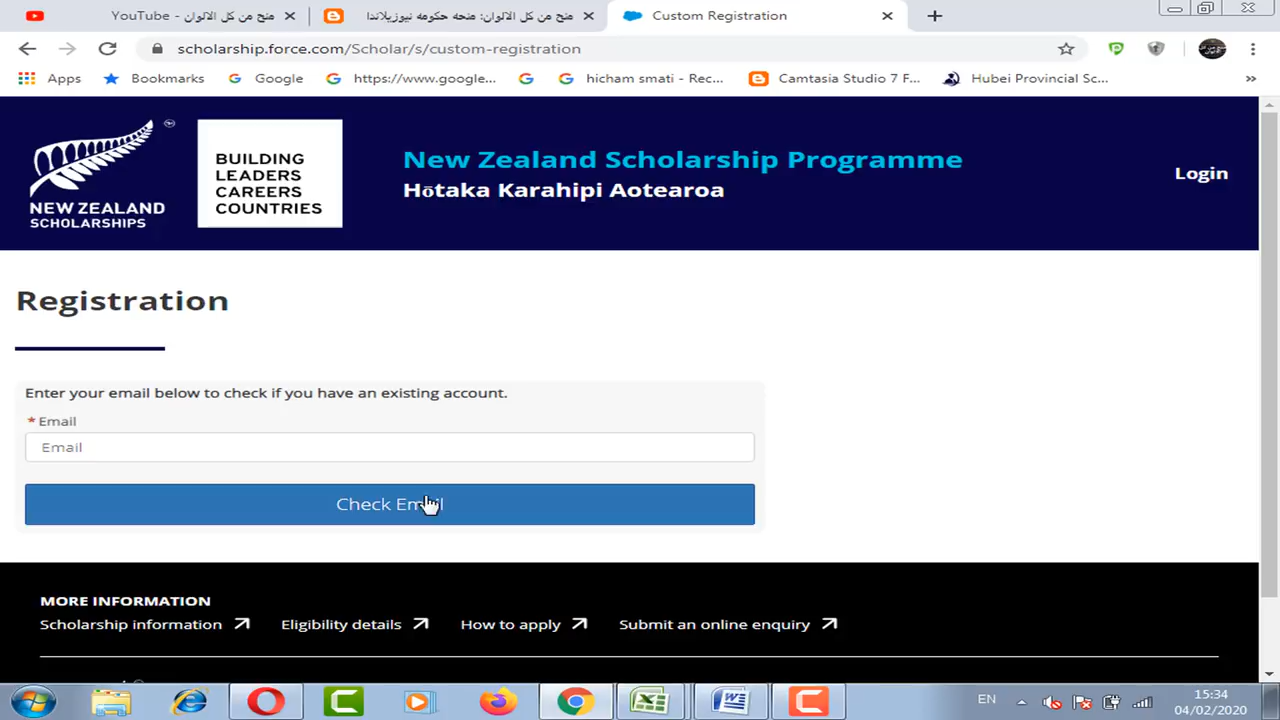 منح من كل الالوان - YouTube
منح من كل الالوان: منحه حكومه نيوزيلاندا
Custom Registration
scholarship.force.com/Scholar/s/custom-registration
Apps
Bookmarks
Google
https://www.google...
hicham smati - Rec...
Camtasia Studio 7 F...
Hubei Provincial Sc...
»
NEW ZEALAND
SCHOLARSHIPS
BUILDING
LEADERS
CAREERS
COUNTRIES
New Zealand Scholarship Programme
Hōtaka Karahipi Aotearoa
Login
Registration
Enter your email below to check if you have an existing account.
* Email
Email
Check Email
MORE INFORMATION
Scholarship information
Eligibility details
How to apply
Submit an online enquiry
EN
15:34
04/02/2020